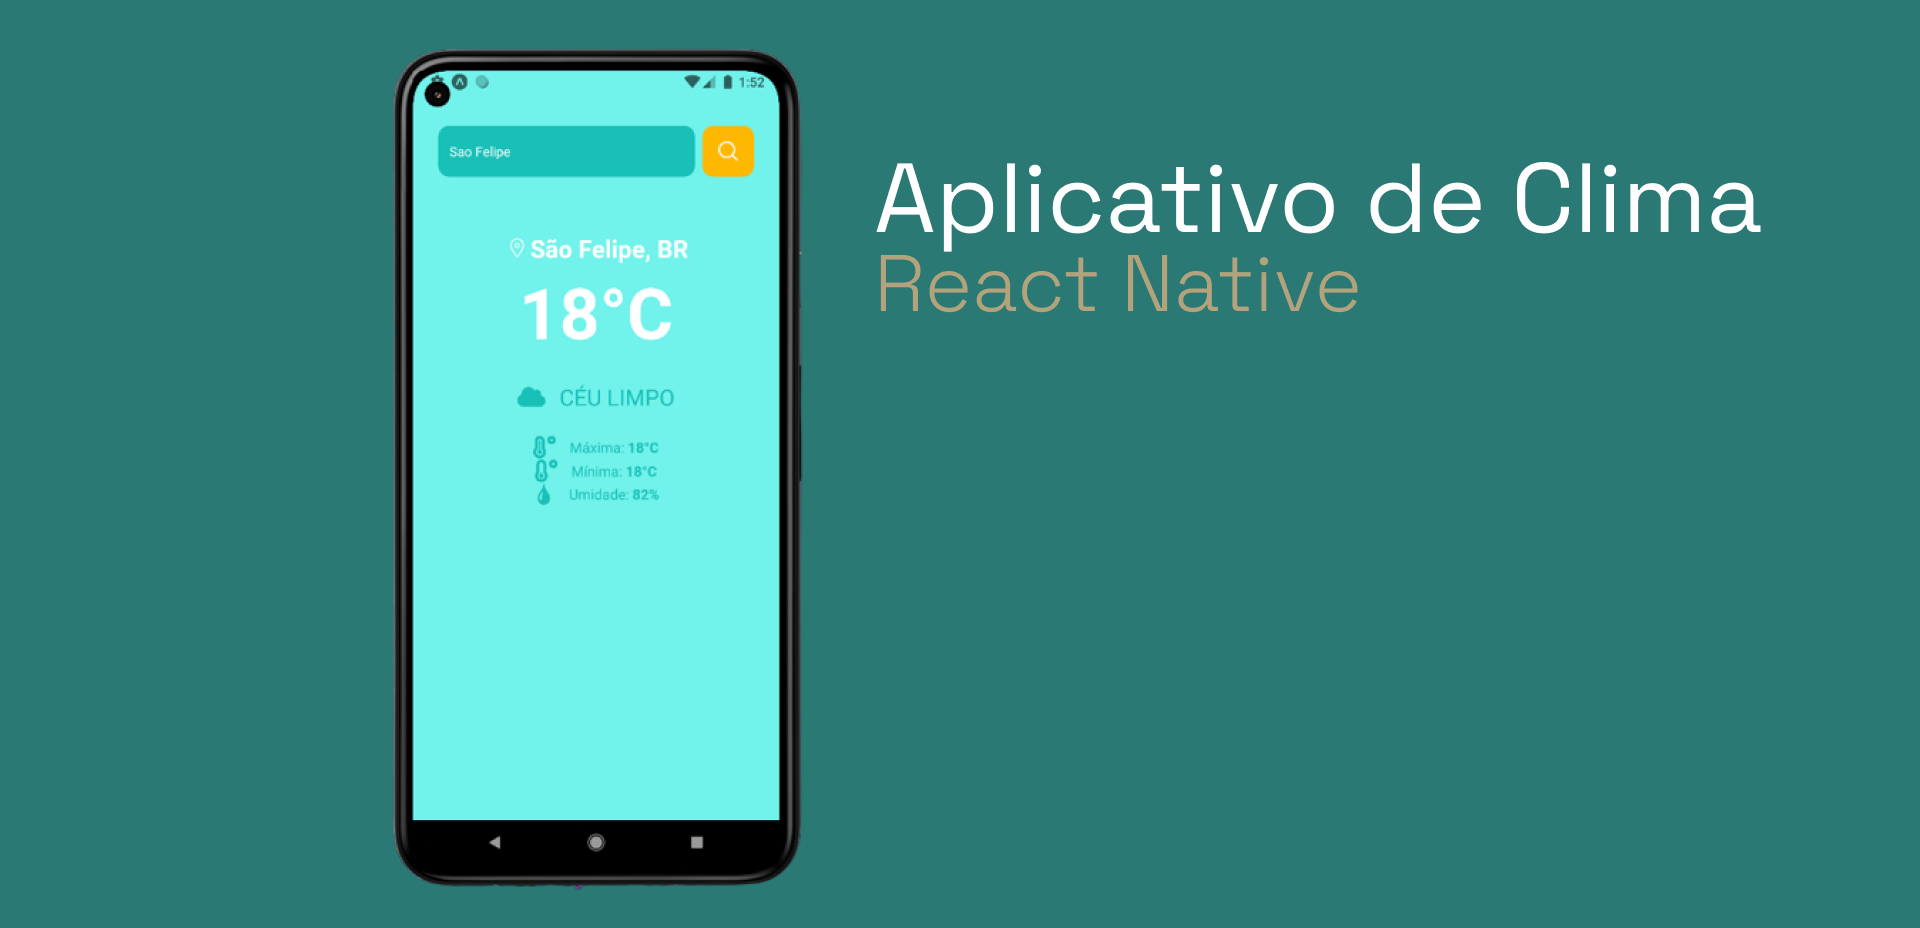 1:52
Sao Felipe
São Felipe, BR
18°C
CÉU LIMPO
Máxima: 18°C
Mínima: 18°C
Umidade: 82%
Aplicativo de Clima
React Native